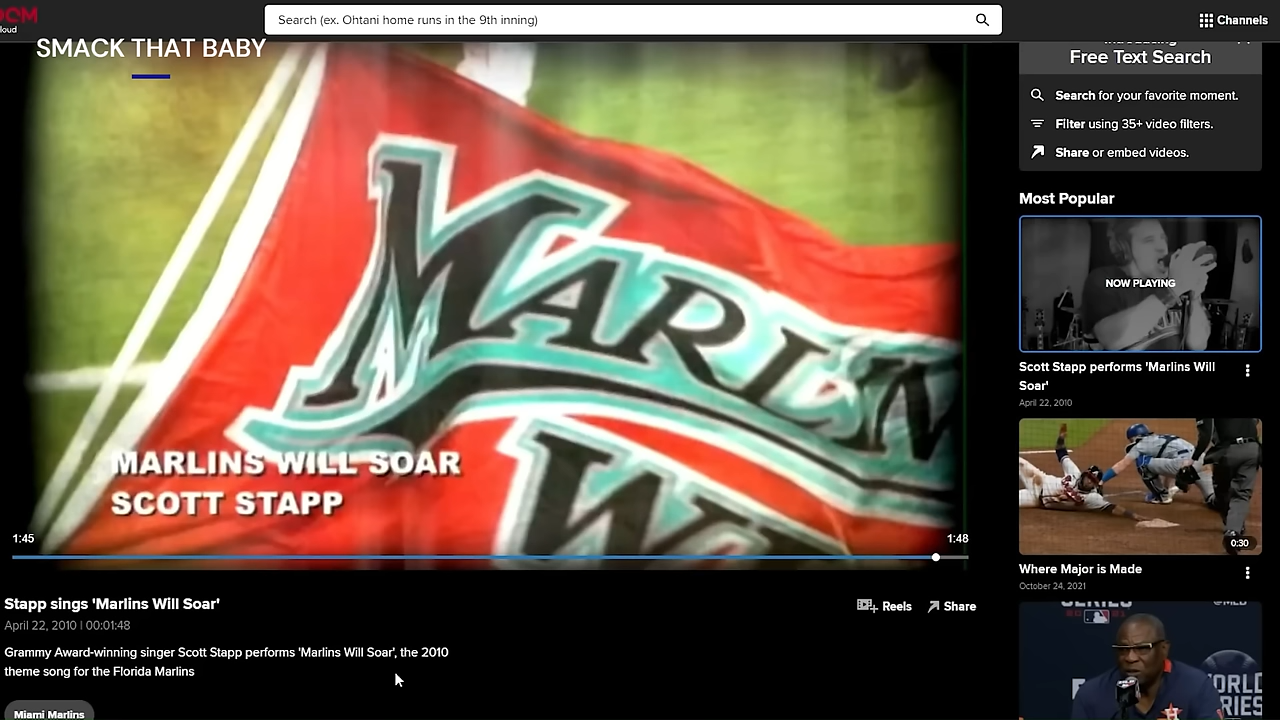 Search (ex. Ohtani home runs in the 9th inning)
Channels
SMACK THAT BABY
Free Text Search
Search for your favorite moment.
Filter using 35+ video filters.
Share or embed videos.
Most Popular
NOW PLAYING
Scott Stapp performs 'Marlins Will
Soar'
April 22, 2010
0:30
Where Major is Made
October 24, 2021
MARLINS
MARLINS WILL SOAR
SCOTT STAPP
1:45
1:48
Stapp sings 'Marlins Will Soar'
Reels
Share
April 22, 2010 | 00:01:48
Grammy Award-winning singer Scott Stapp performs 'Marlins Will Soar', the 2010
theme song for the Florida Marlins
Miami Marlins